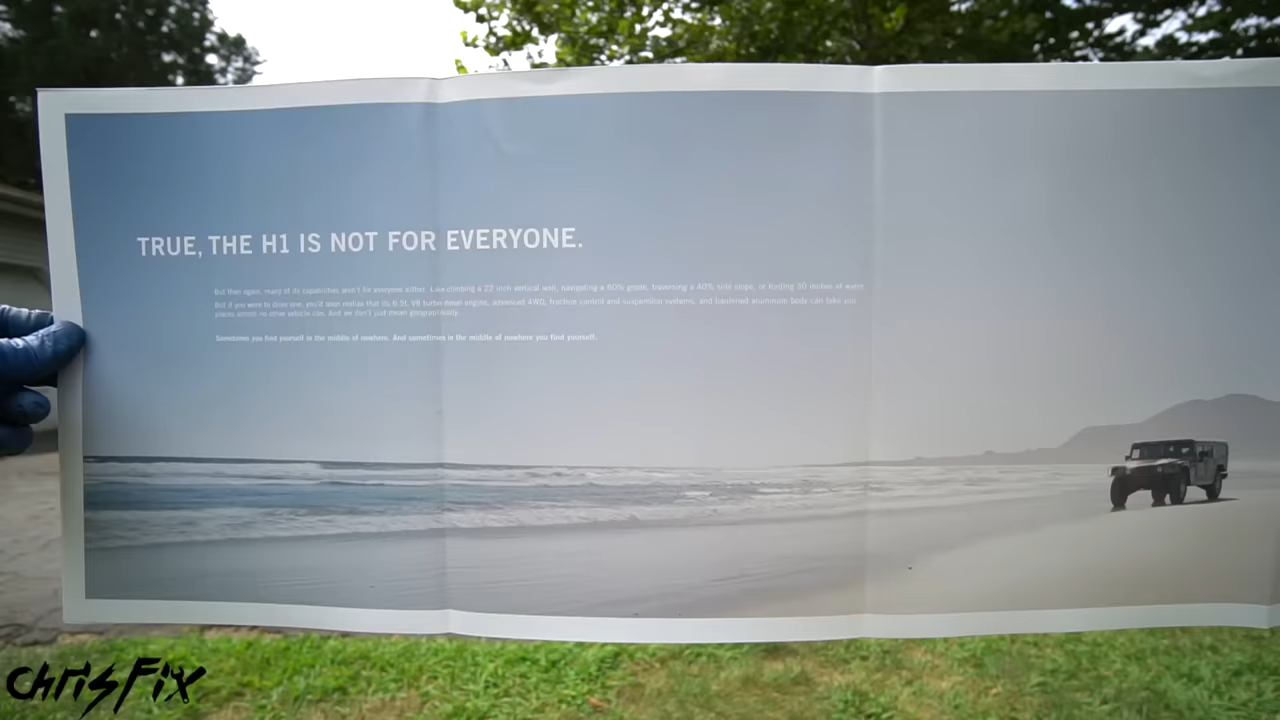 TRUE, THE H1 IS NOT FOR EVERYONE.
But then again, many of its capabilities aren't for everyone either. Like climbing a 22 inch vertical wall, navigating a 60% grade, traversing a 40% side slope, or fording 30 inches of water.
But if you were to drive one, you'd soon realize that its 6.5L V8 turbo-diesel engine, advanced 4WD, traction control and suspension systems, and hardened aluminum body can take you
places almost no other vehicle can. And we don't just mean geographically.
Sometimes you find yourself in the middle of nowhere. And sometimes in the middle of nowhere you find yourself.
ChrisFix